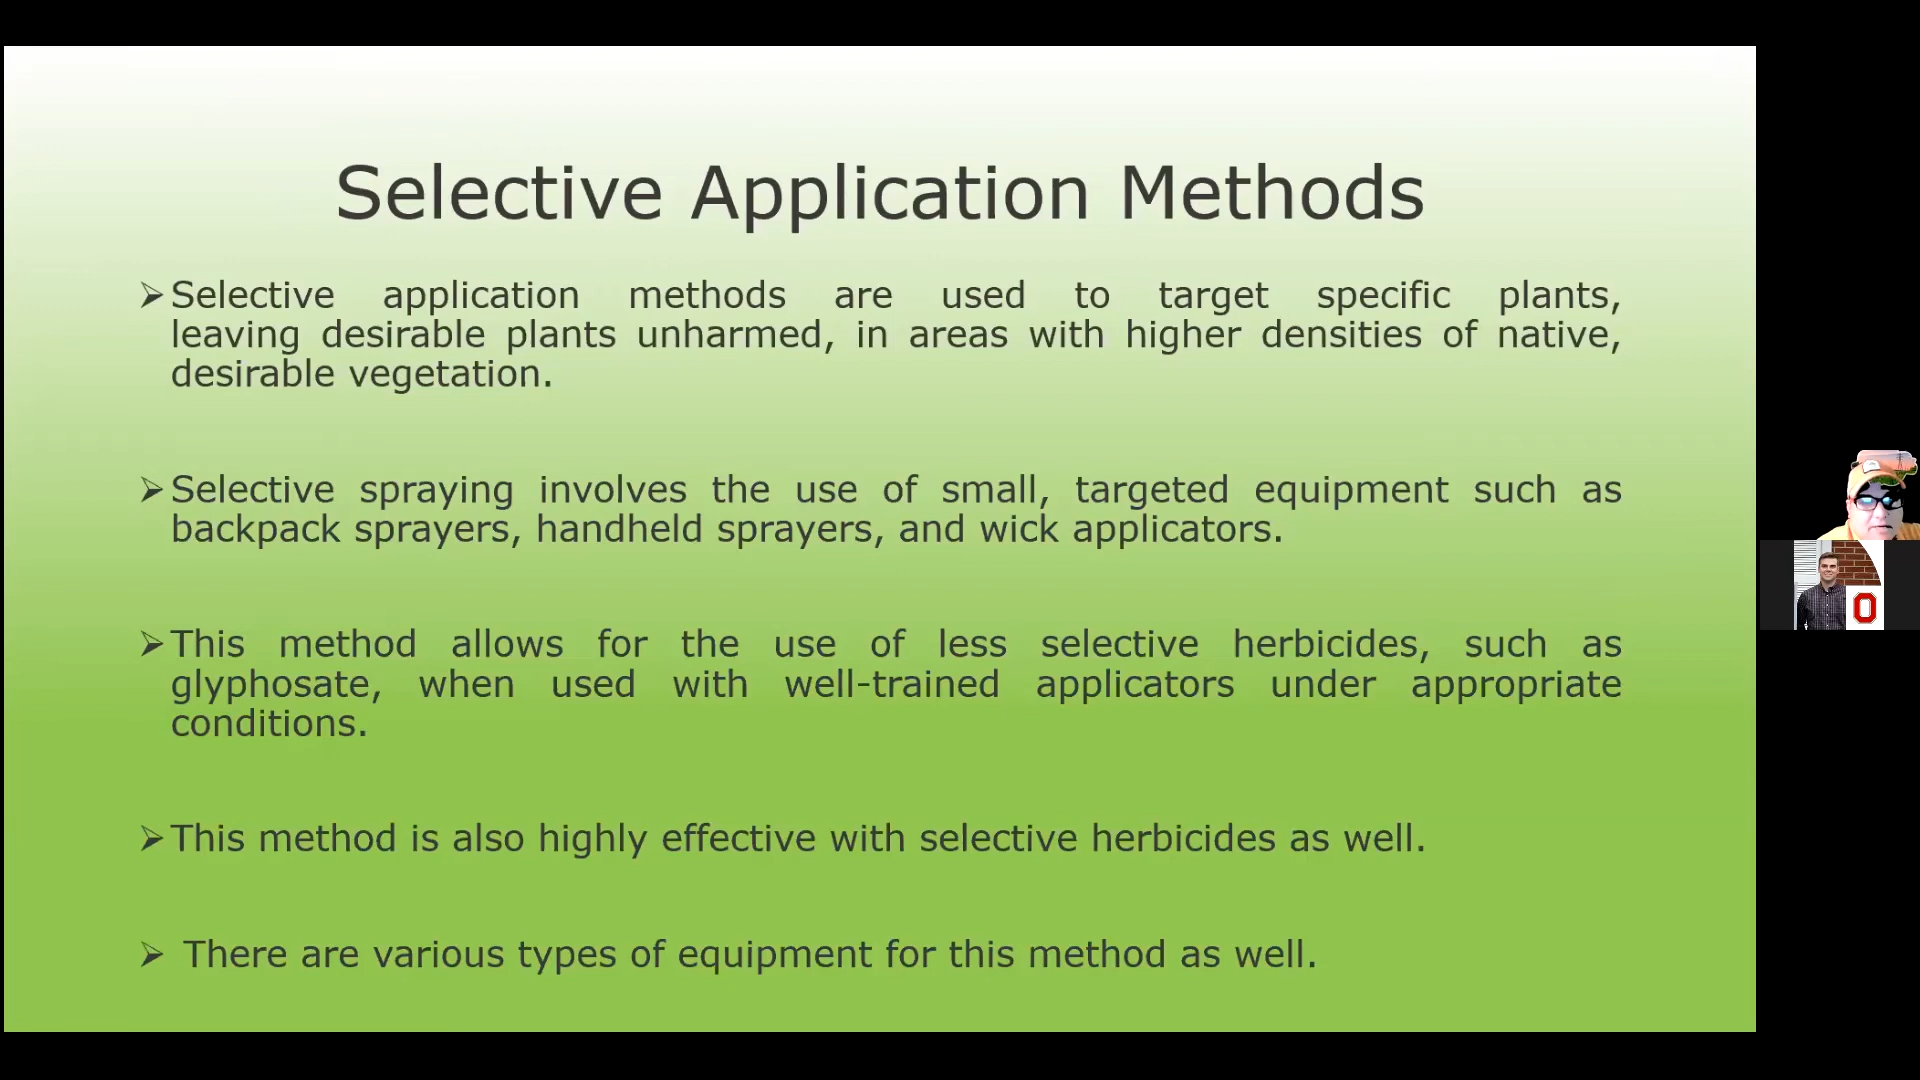 Selective Application Methods
➢Selective application methods are used to target specific plants,
leaving desirable plants unharmed, in areas with higher densities of native,
desirable vegetation.
➢Selective spraying involves the use of small, targeted equipment such as
backpack sprayers, handheld sprayers, and wick applicators.
➢This method allows for the use of less selective herbicides, such as
glyphosate, when used with well-trained applicators under appropriate
conditions.
➢This method is also highly effective with selective herbicides as well.
➢ There are various types of equipment for this method as well.
O